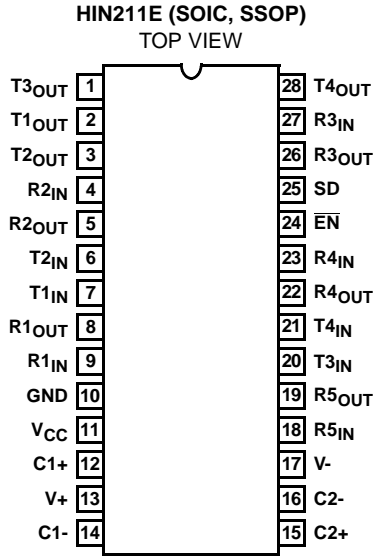 HIN211E (SOIC, SSOP)
TOP VIEW
T3OUT 1 28 T4OUT
T1OUT 2 27 R3IN
T2OUT 3 26 R3OUT
R2IN 4 25 SD
R2OUT 5 24 E̅N̅
T2IN 6 23 R4IN
T1IN 7 22 R4OUT
R1OUT 8 21 T4IN
R1IN 9 20 T3IN
GND 10 19 R5OUT
VCC 11 18 R5IN
C1+ 12 17 V-
V+ 13 16 C2-
C1- 14 15 C2+